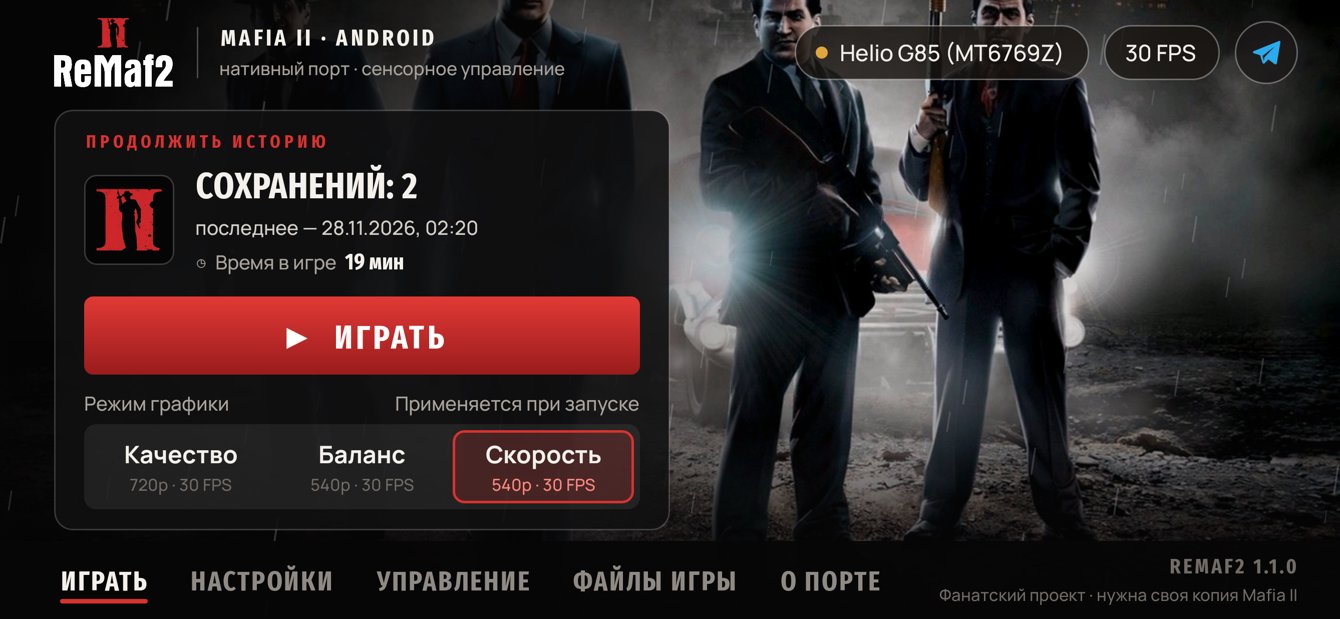 II
ReMaf2
MAFIA II · ANDROID
нативный порт · сенсорное управление
Helio G85 (MT6769Z)
30 FPS
ПРОДОЛЖИТЬ ИСТОРИЮ
II
СОХРАНЕНИЙ: 2
последнее — 28.11.2026, 02:20
Время в игре 19 мин
ИГРАТЬ
Режим графики
Применяется при запуске
Качество
720p · 30 FPS
Баланс
540p · 30 FPS
Скорость
540p · 30 FPS
ИГРАТЬ
НАСТРОЙКИ
УПРАВЛЕНИЕ
ФАЙЛЫ ИГРЫ
О ПОРТЕ
REMAF2 1.1.0
Фанатский проект · нужна своя копия Mafia II